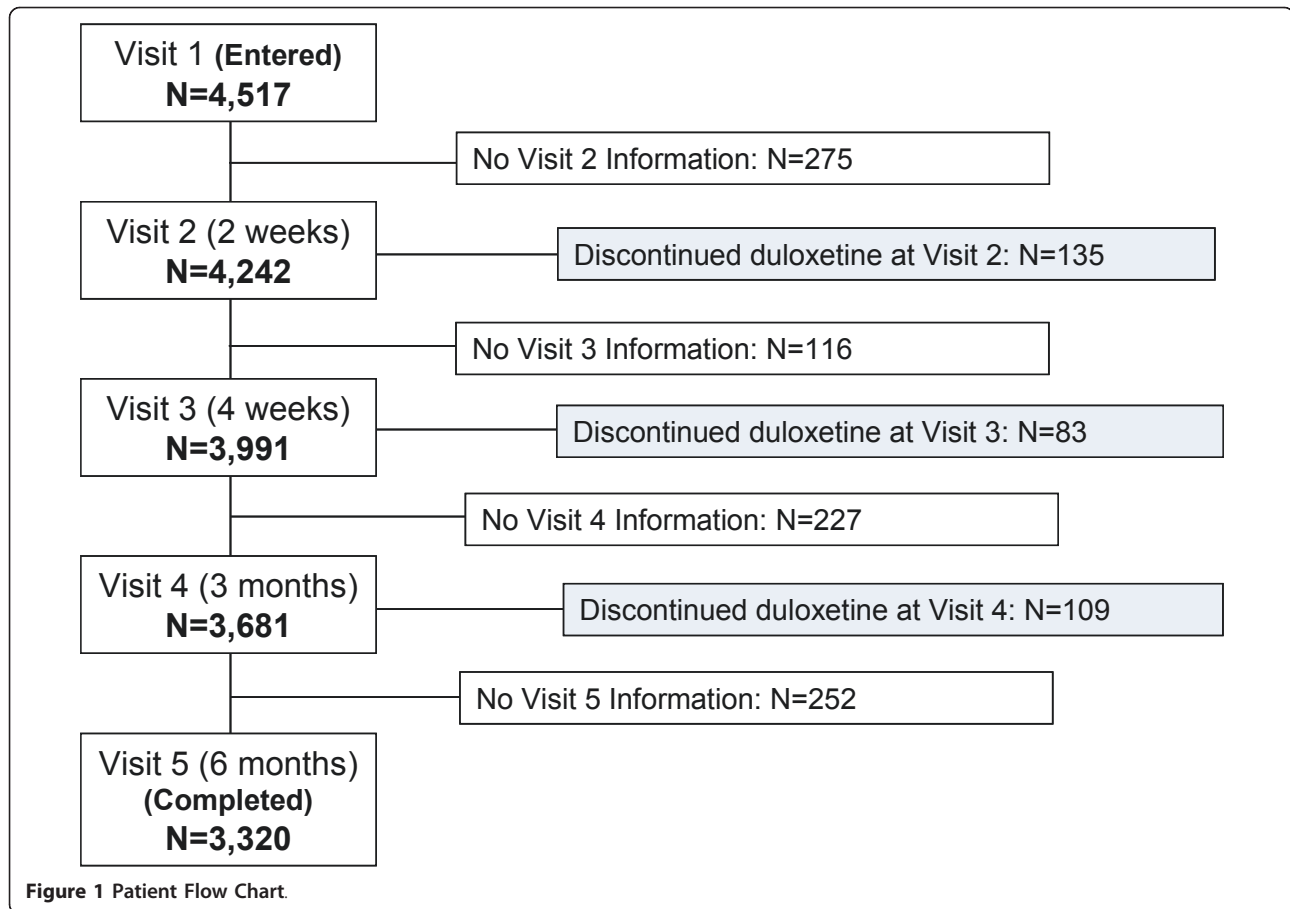 Visit 1 (Entered)
N=4,517
No Visit 2 Information: N=275
Visit 2 (2 weeks)
N=4,242
Discontinued duloxetine at Visit 2: N=135
No Visit 3 Information: N=116
Visit 3 (4 weeks)
N=3,991
Discontinued duloxetine at Visit 3: N=83
No Visit 4 Information: N=227
Visit 4 (3 months)
N=3,681
Discontinued duloxetine at Visit 4: N=109
No Visit 5 Information: N=252
Visit 5 (6 months)
(Completed)
N=3,320
Figure 1 Patient Flow Chart.